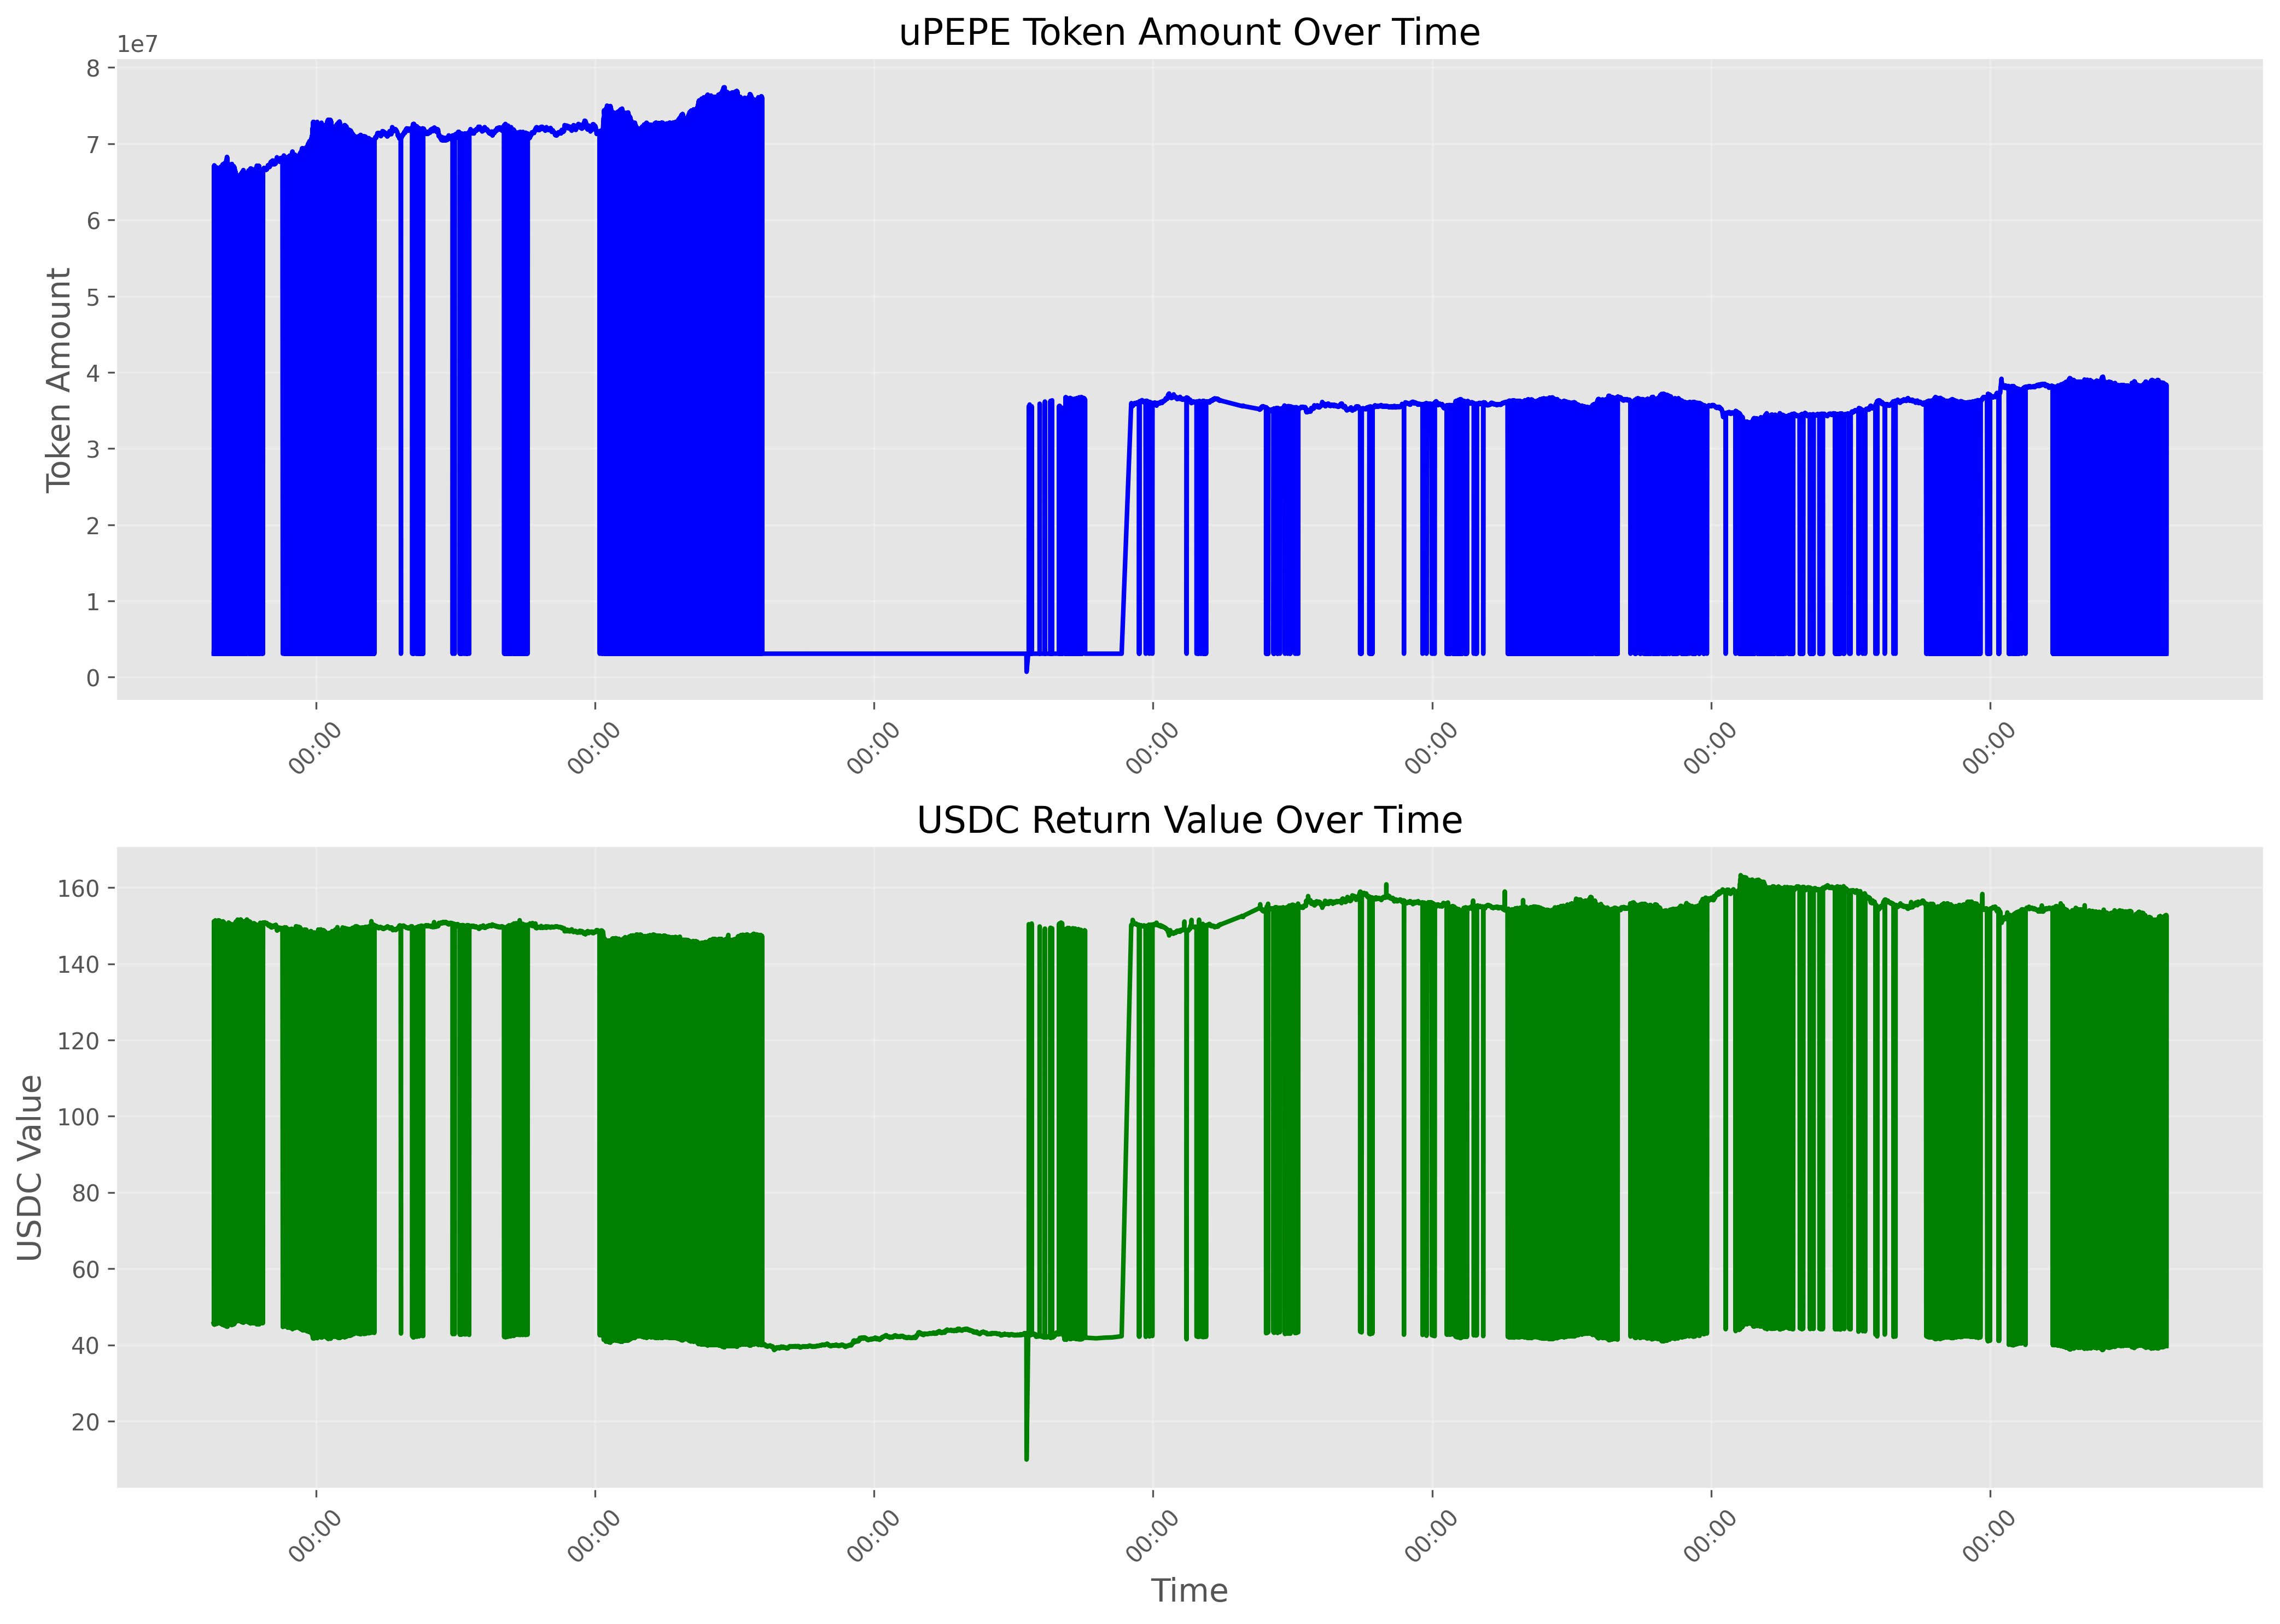 uPEPE Token Amount Over Time
1e7
8
7
6
5
4
3
2
1
0
Token Amount
00:00 00:00 00:00 00:00 00:00 00:00 00:00
USDC Return Value Over Time
160
140
120
100
80
60
40
20
USDC Value
00:00 00:00 00:00 00:00 00:00 00:00 00:00
Time